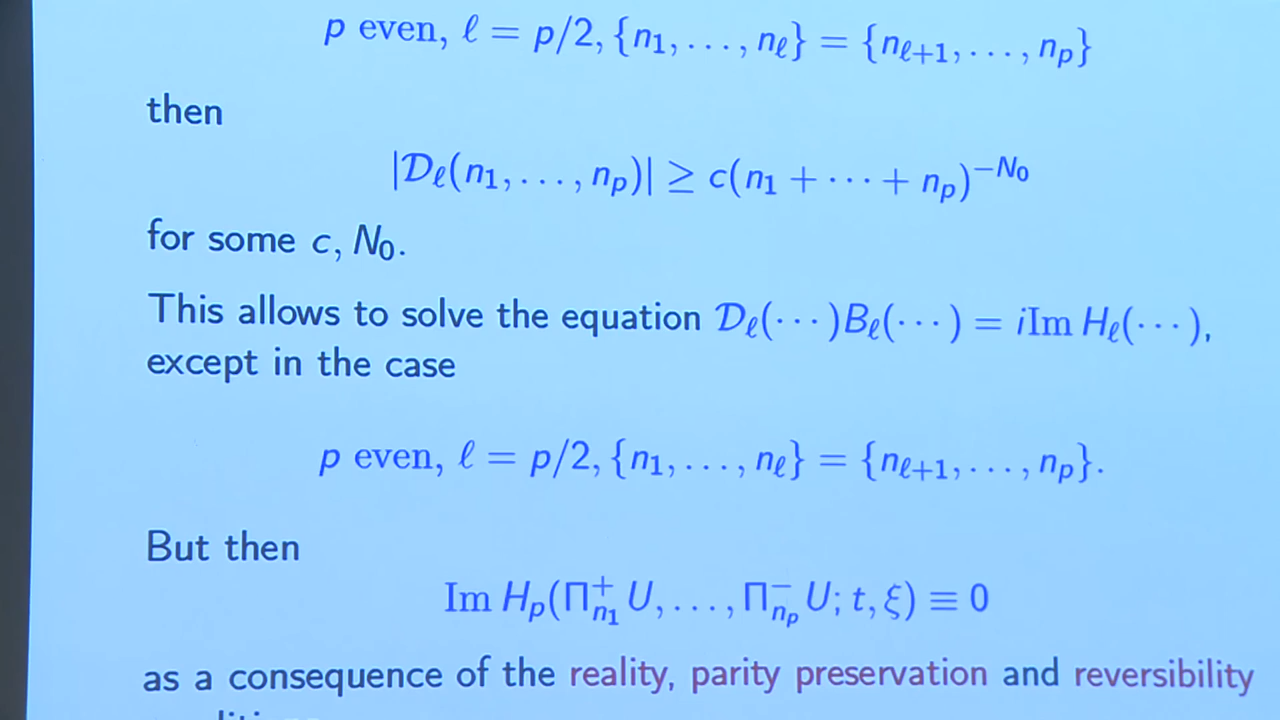 p even, ℓ = p/2, {n₁, . . . , n_ℓ} = {n_{ℓ+1}, . . . , n_p}
then
|𝒟_ℓ(n₁, . . . , n_p)| ≥ c(n₁ + · · · + n_p)^{−N₀}
for some c, N₀.
This allows to solve the equation 𝒟_ℓ(· · · )B_ℓ(· · · ) = iIm H_ℓ(· · · ),
except in the case
p even, ℓ = p/2, {n₁, . . . , n_ℓ} = {n_{ℓ+1}, . . . , n_p}.
But then
Im H_p(Π^+_{n₁} U, . . . , Π^−_{n_p} U; t, ξ) ≡ 0
as a consequence of the reality, parity preservation and reversibility